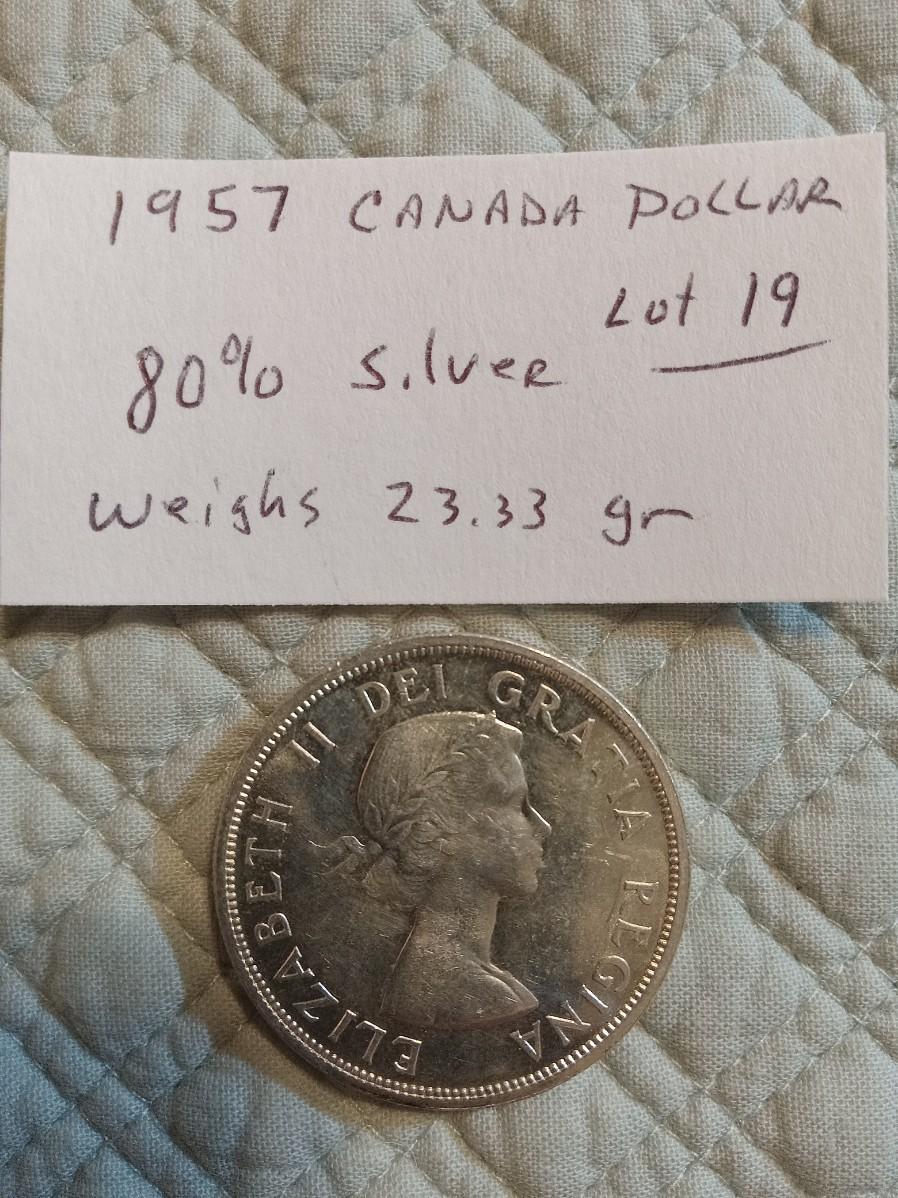 1957 CANADA DOLLAR
Lot 19
80% Silver
Weighs 23.33 gr
ELIZABETH II DEI GRATIA REGINA